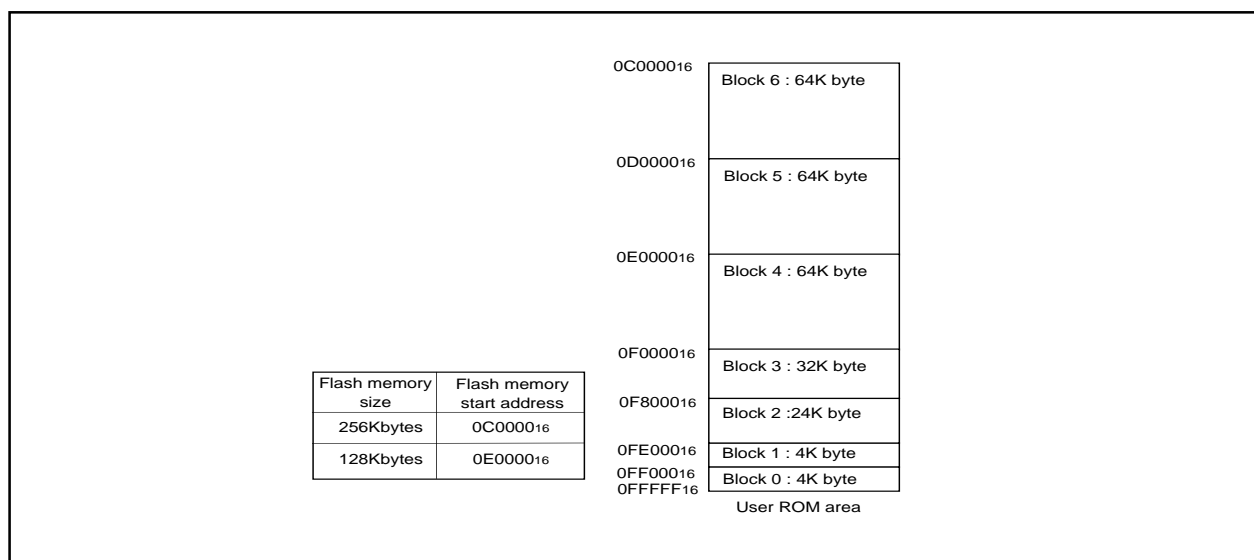 0C000016
Block 6 : 64K byte
0D000016
Block 5 : 64K byte
0E000016
Block 4 : 64K byte
0F000016
Block 3 : 32K byte
0F800016
Block 2 :24K byte
0FE00016
Block 1 : 4K byte
0FF00016
Block 0 : 4K byte
0FFFFF16
User ROM area
Flash memory size
Flash memory start address
256Kbytes
0C000016
128Kbytes
0E000016